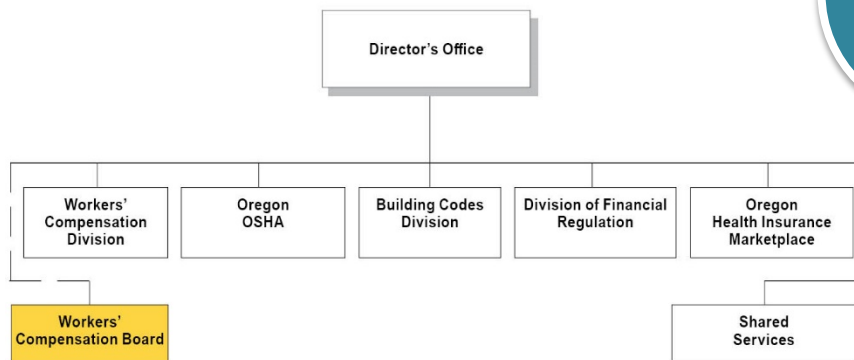 Director's Office
Workers'
Compensation
Division
Oregon
OSHA
Building Codes
Division
Division of Financial
Regulation
Oregon
Health Insurance
Marketplace
Workers'
Compensation Board
Shared
Services